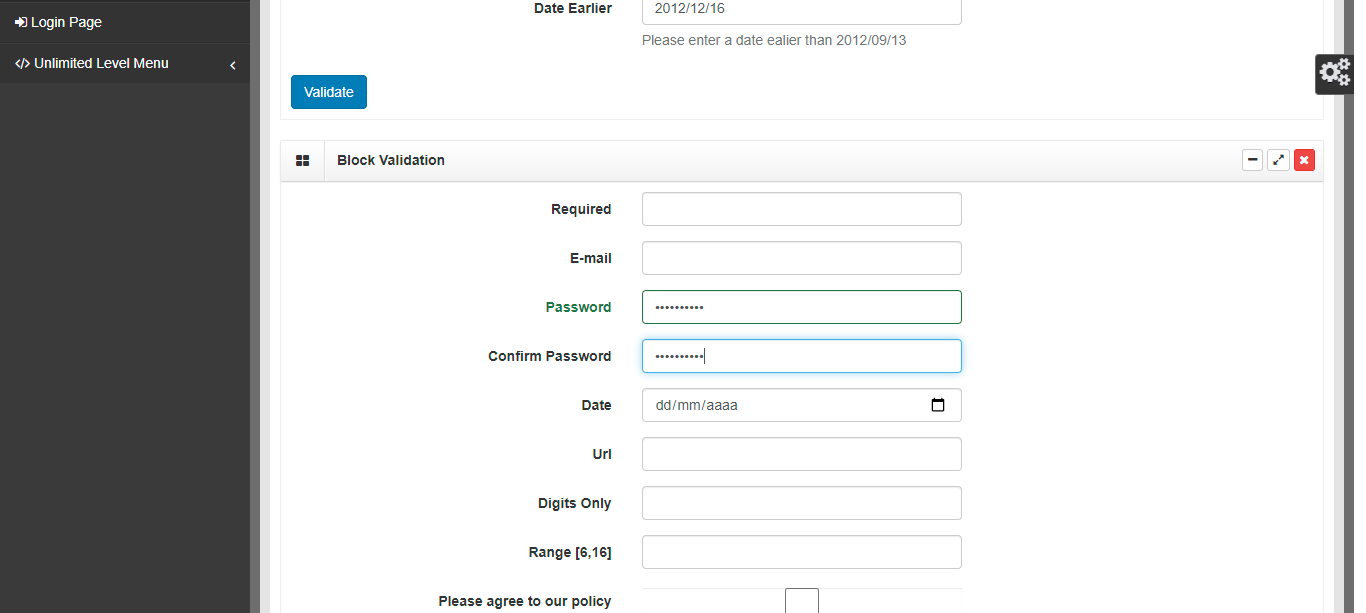 Login Page
Unlimited Level Menu
Date Earlier 2012/12/16
Please enter a date ealier than 2012/09/13
Validate
Block Validation
Required
E-mail
Password ••••••••••
Confirm Password ••••••••••
Date dd/mm/aaaa
Url
Digits Only
Range [6,16]
Please agree to our policy